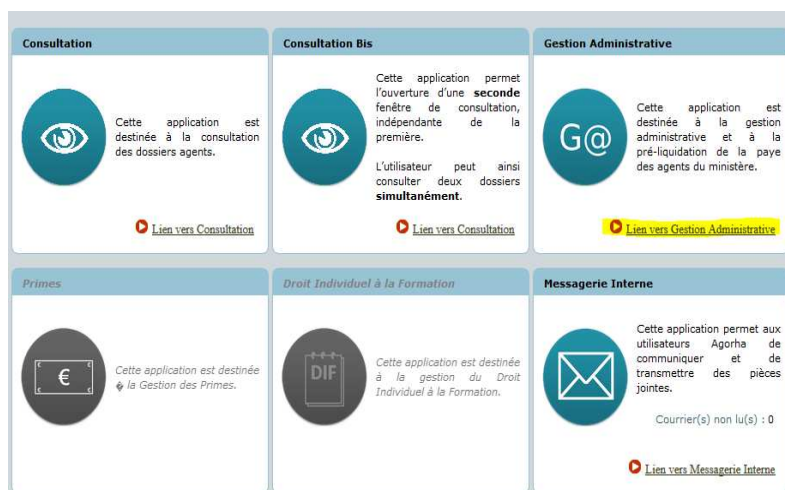 Consultation
Cette application est
destinée à la consultation
des dossiers agents.
Lien vers Consultation
Consultation Bis
Cette application permet
l'ouverture d'une seconde
fenêtre de consultation,
indépendante de la
première.
L'utilisateur peut ainsi
consulter deux dossiers
simultanément.
Lien vers Consultation
Gestion Administrative
G@
Cette application est
destinée à la gestion
administrative et à la
pré-liquidation de la paye
des agents du ministère.
Lien vers Gestion Administrative
Primes
€
Cette application est destinée
� la Gestion des Primes.
Droit Individuel à la Formation
DIF
Cette application est destinée
à la gestion du Droit
Individuel à la Formation.
Messagerie Interne
Cette application permet aux
utilisateurs Agorha de
communiquer et de
transmettre des pièces
jointes.
Courrier(s) non lu(s) : 0
Lien vers Messagerie Interne